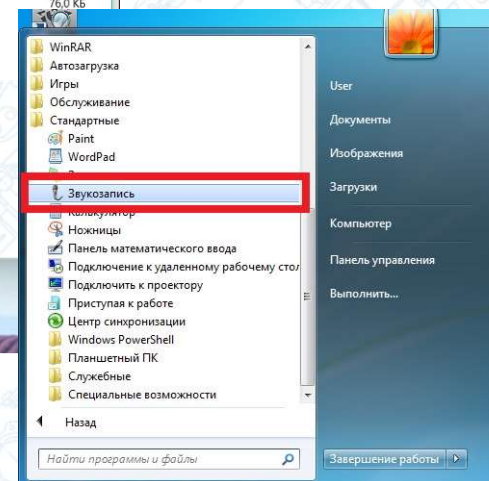 76,0 КБ
WinRAR
Автозагрузка
Игры
Обслуживание
Стандартные
Paint
WordPad
Звукозапись
Калькулятор
Ножницы
Панель математического ввода
Подключение к удаленному рабочему стол
Подключить к проектору
Приступая к работе
Центр синхронизации
Windows PowerShell
Планшетный ПК
Служебные
Специальные возможности
Назад
Найти программы и файлы
User
Документы
Изображения
Загрузки
Компьютер
Панель управления
Выполнить...
Завершение работы